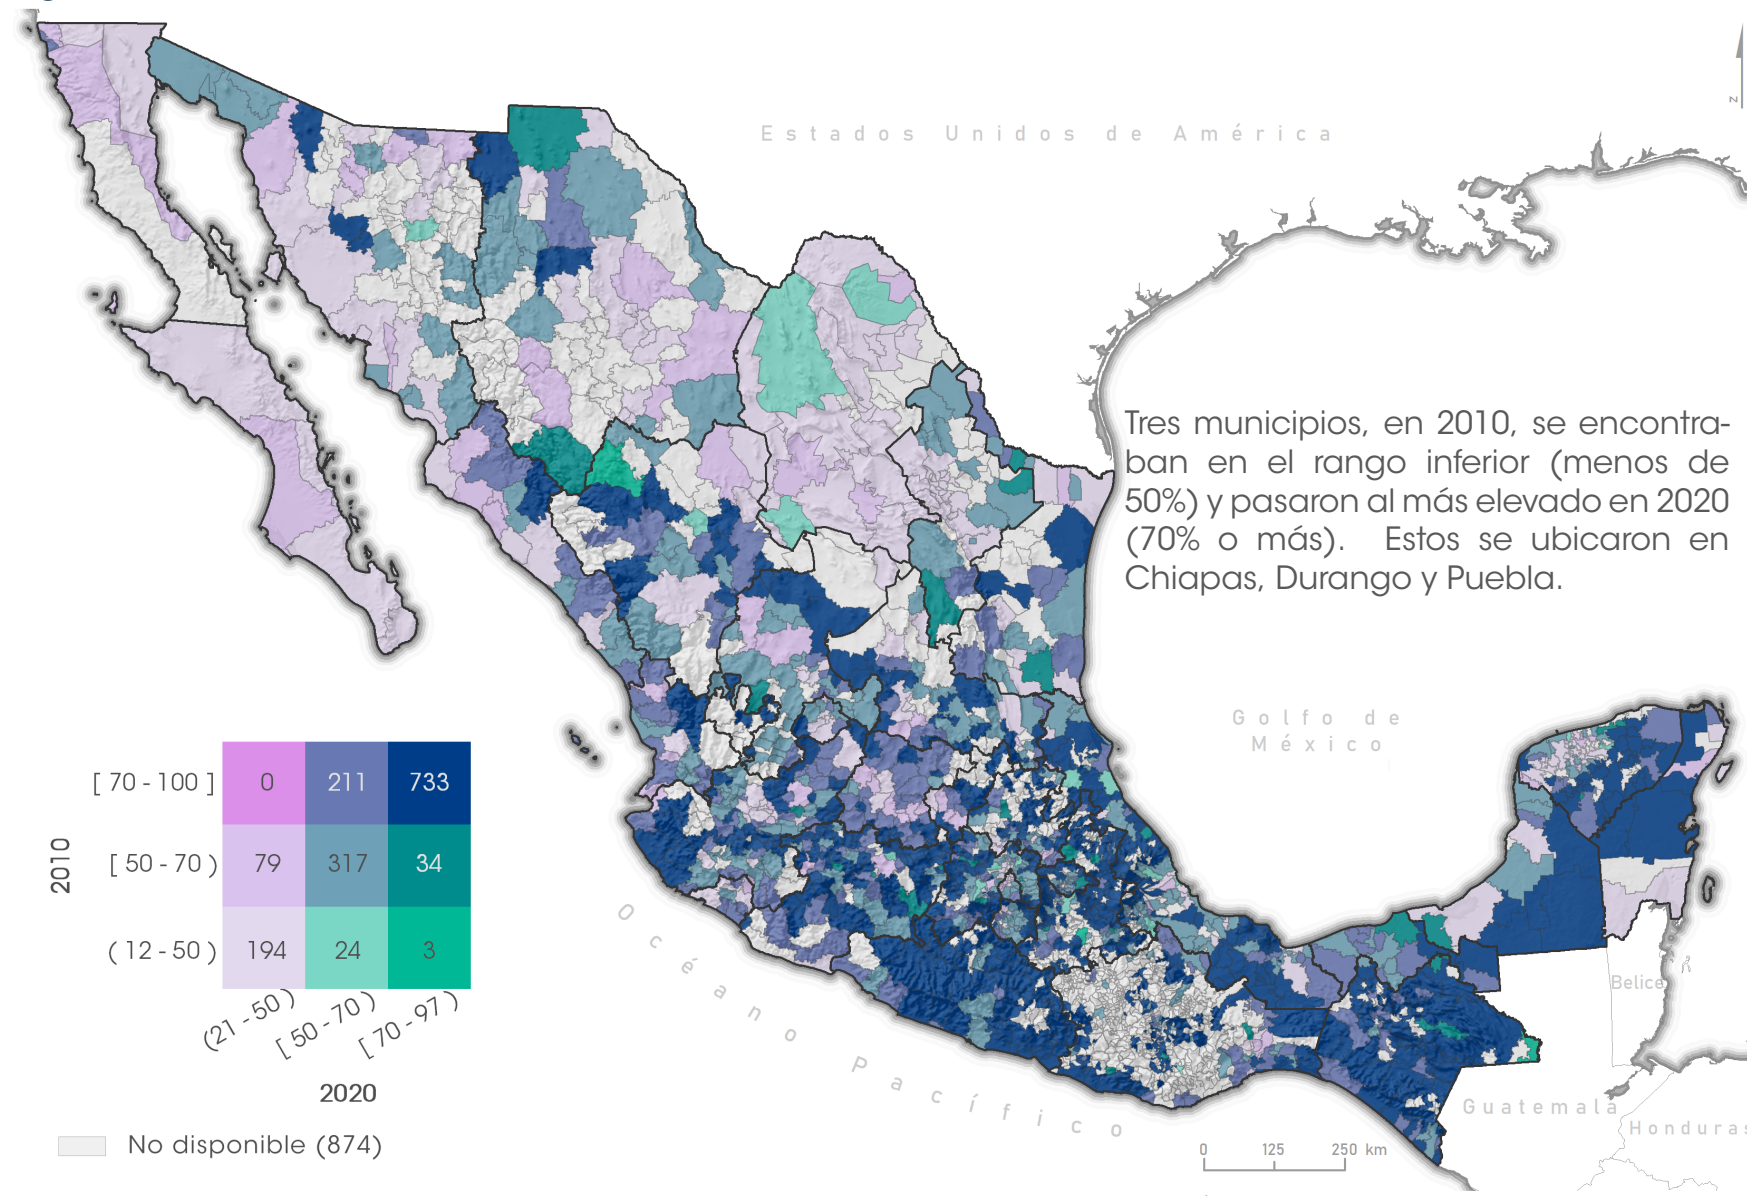 Estados Unidos de América
z
Tres municipios, en 2010, se encontra-
ban en el rango inferior (menos de
50%) y pasaron al más elevado en 2020
(70% o más). Estos se ubicaron en
Chiapas, Durango y Puebla.
Golfo de
México
[ 70 - 100 ] 0 211 733
2010
[ 50 - 70 ) 79 317 34
( 12 - 50 ) 194 24 3
(21 - 50 ) [ 50 - 70 ) [ 70 - 97 )
2020
No disponible (874)
Océano Pacífico
Belice
Guatemala
Honduras
0 125 250 km